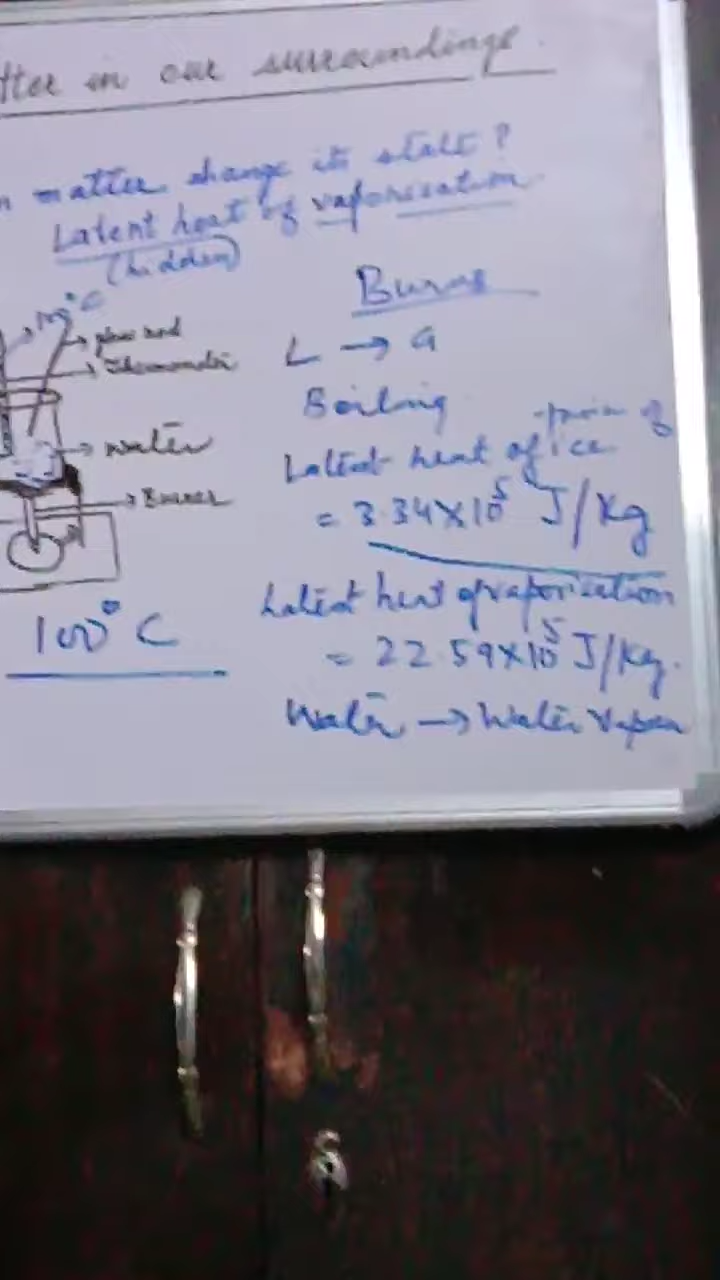 tter in our surroundings.
n matter change its state?
Latent heat of vaporisation
(hidden)
Burns
°C
glass rod
Thermometer
L → G
Boiling
water
Latent heat of ice
Burner
= 3.34×10⁵ J/Kg
Latent heat of vaporisation
100° C
= 22.59×10⁵ J/Kg.
Water → Water vapour